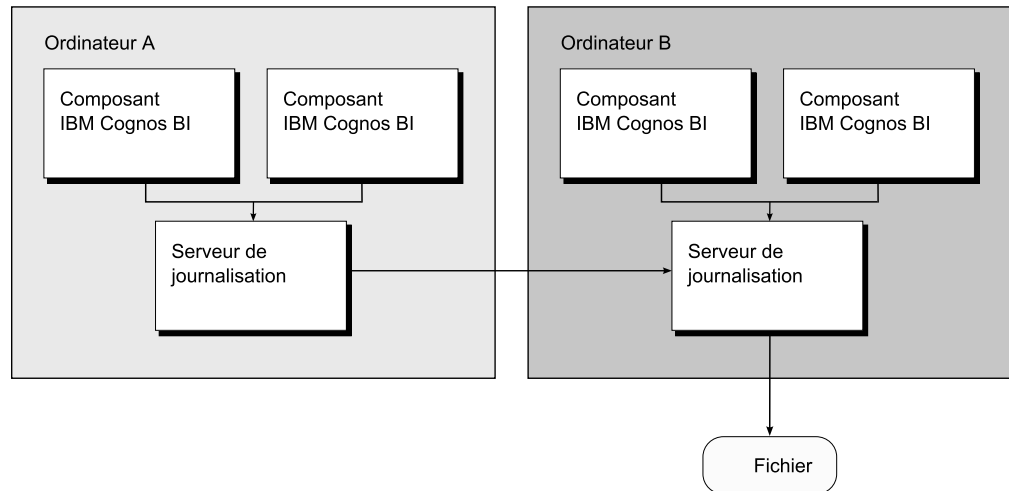 Ordinateur A
Composant
IBM Cognos BI
Composant
IBM Cognos BI
Serveur de
journalisation
Ordinateur B
Composant
IBM Cognos BI
Composant
IBM Cognos BI
Serveur de
journalisation
Fichier